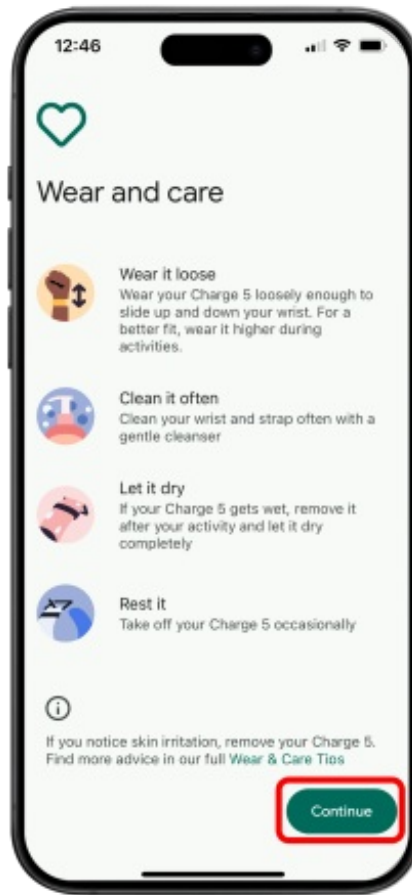 12:46
Wear and care
Wear it loose
Wear your Charge 5 loosely enough to
slide up and down your wrist. For a
better fit, wear it higher during
activities.
Clean it often
Clean your wrist and strap often with a
gentle cleanser
Let it dry
If your Charge 5 gets wet, remove it
after your activity and let it dry
completely
Rest it
Take off your Charge 5 occasionally
If you notice skin irritation, remove your Charge 5.
Find more advice in our full Wear & Care Tips
Continue